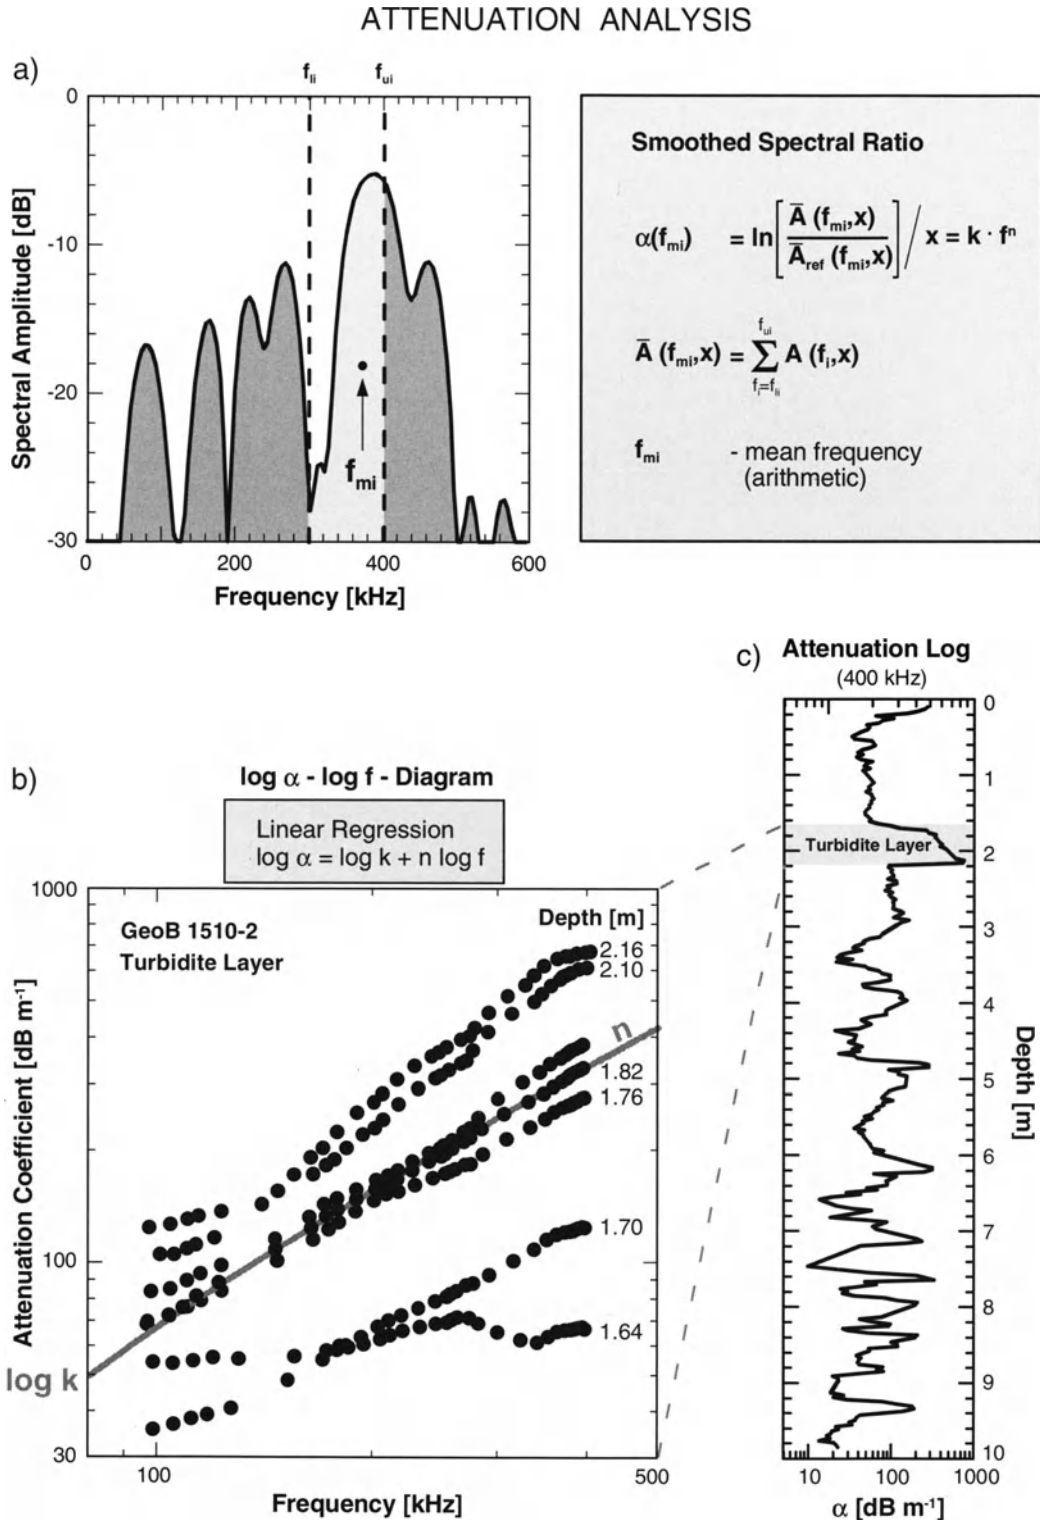 ATTENUATION ANALYSIS
a)
f_li f_ui
0
-10
-20
-30
Spectral Amplitude [dB]
f_mi
0 200 400 600
Frequency [kHz]
Smoothed Spectral Ratio
α(f_mi) = ln [ Ā (f_mi,x) / Ā_ref (f_mi,x) ] / x = k · f^n
Ā (f_mi,x) = ∑ A (f_i,x)
f_ui
f_i=f_li
f_mi - mean frequency
(arithmetic)
c) Attenuation Log
(400 kHz)
0
1
2
3
4
5
6
7
8
9
10
Turbidite Layer
Depth [m]
10 100 1000
α [dB m⁻¹]
b)
log α - log f - Diagram
Linear Regression
log α = log k + n log f
1000
100
30
Attenuation Coefficient [dB m⁻¹]
GeoB 1510-2
Turbidite Layer
Depth [m]
2.16
2.10
n
1.82
1.76
1.70
1.64
log k
100 500
Frequency [kHz]